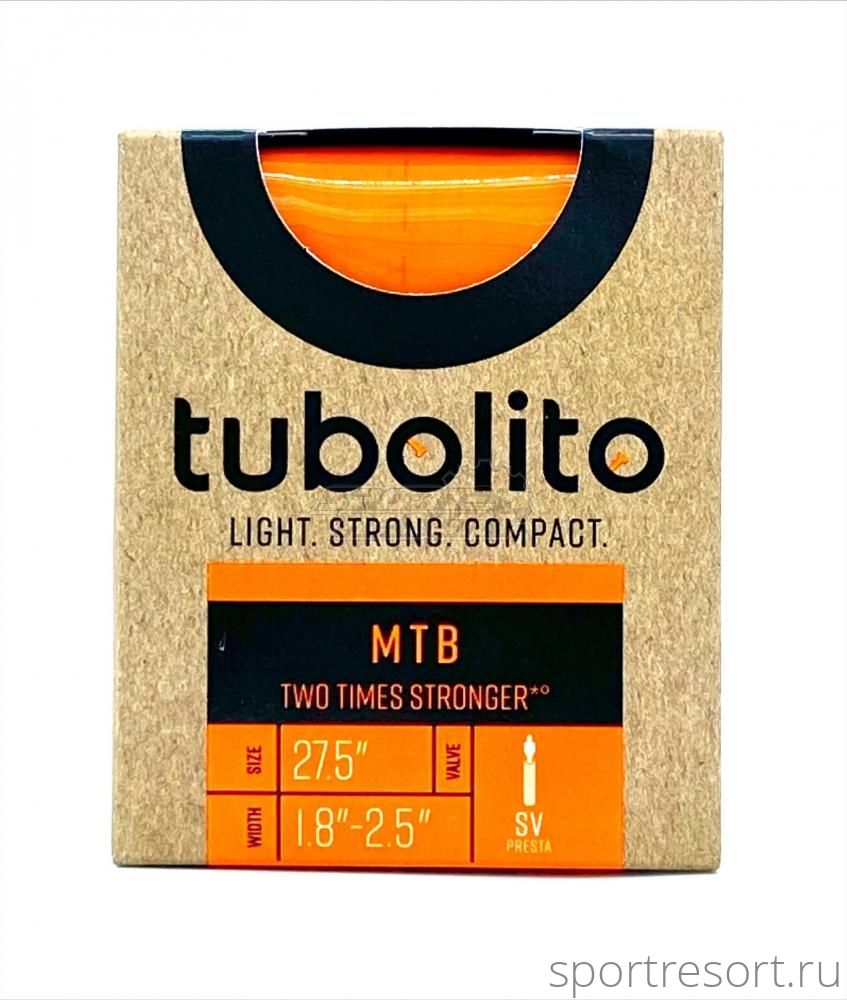 tubolito
LIGHT. STRONG. COMPACT.
MTB
TWO TIMES STRONGER*°
SIZE
27.5"
VALVE
WIDTH
1.8"-2.5"
SV
PRESTA
sportresort.ru